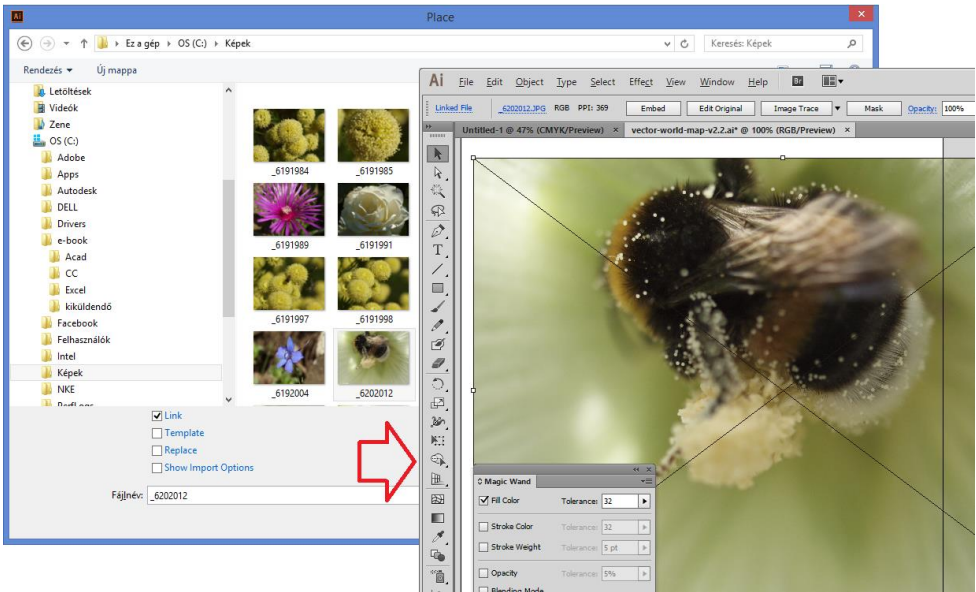 Ai
Place
Ez a gép
OS (C:)
Képek
Keresés: Képek
Rendezés
Új mappa
Letöltések
Videók
Zene
OS (C:)
Adobe
Apps
Autodesk
DELL
Drivers
e-book
Acad
CC
Excel
kiküldendő
Facebook
Felhasználók
Intel
Képek
NKE
PerfLogs
_6191984
_6191985
_6191989
_6191991
_6191997
_6191998
_6192004
_6202012
Link
Template
Replace
Show Import Options
Fájlnév: _6202012
Ai File Edit Object Type Select Effect View Window Help Br
Linked File _6202012.JPG RGB PPI: 369 Embed Edit Original Image Trace Mask Opacity: 100%
Untitled-1 @ 47% (CMYK/Preview) × vector-world-map-v2.2.ai* @ 100% (RGB/Preview) ×
T
Magic Wand
Fill Color Tolerance: 32
Stroke Color Tolerance: 32
Stroke Weight Tolerance: 5 pt
Opacity Tolerance: 5%
Blending Mode